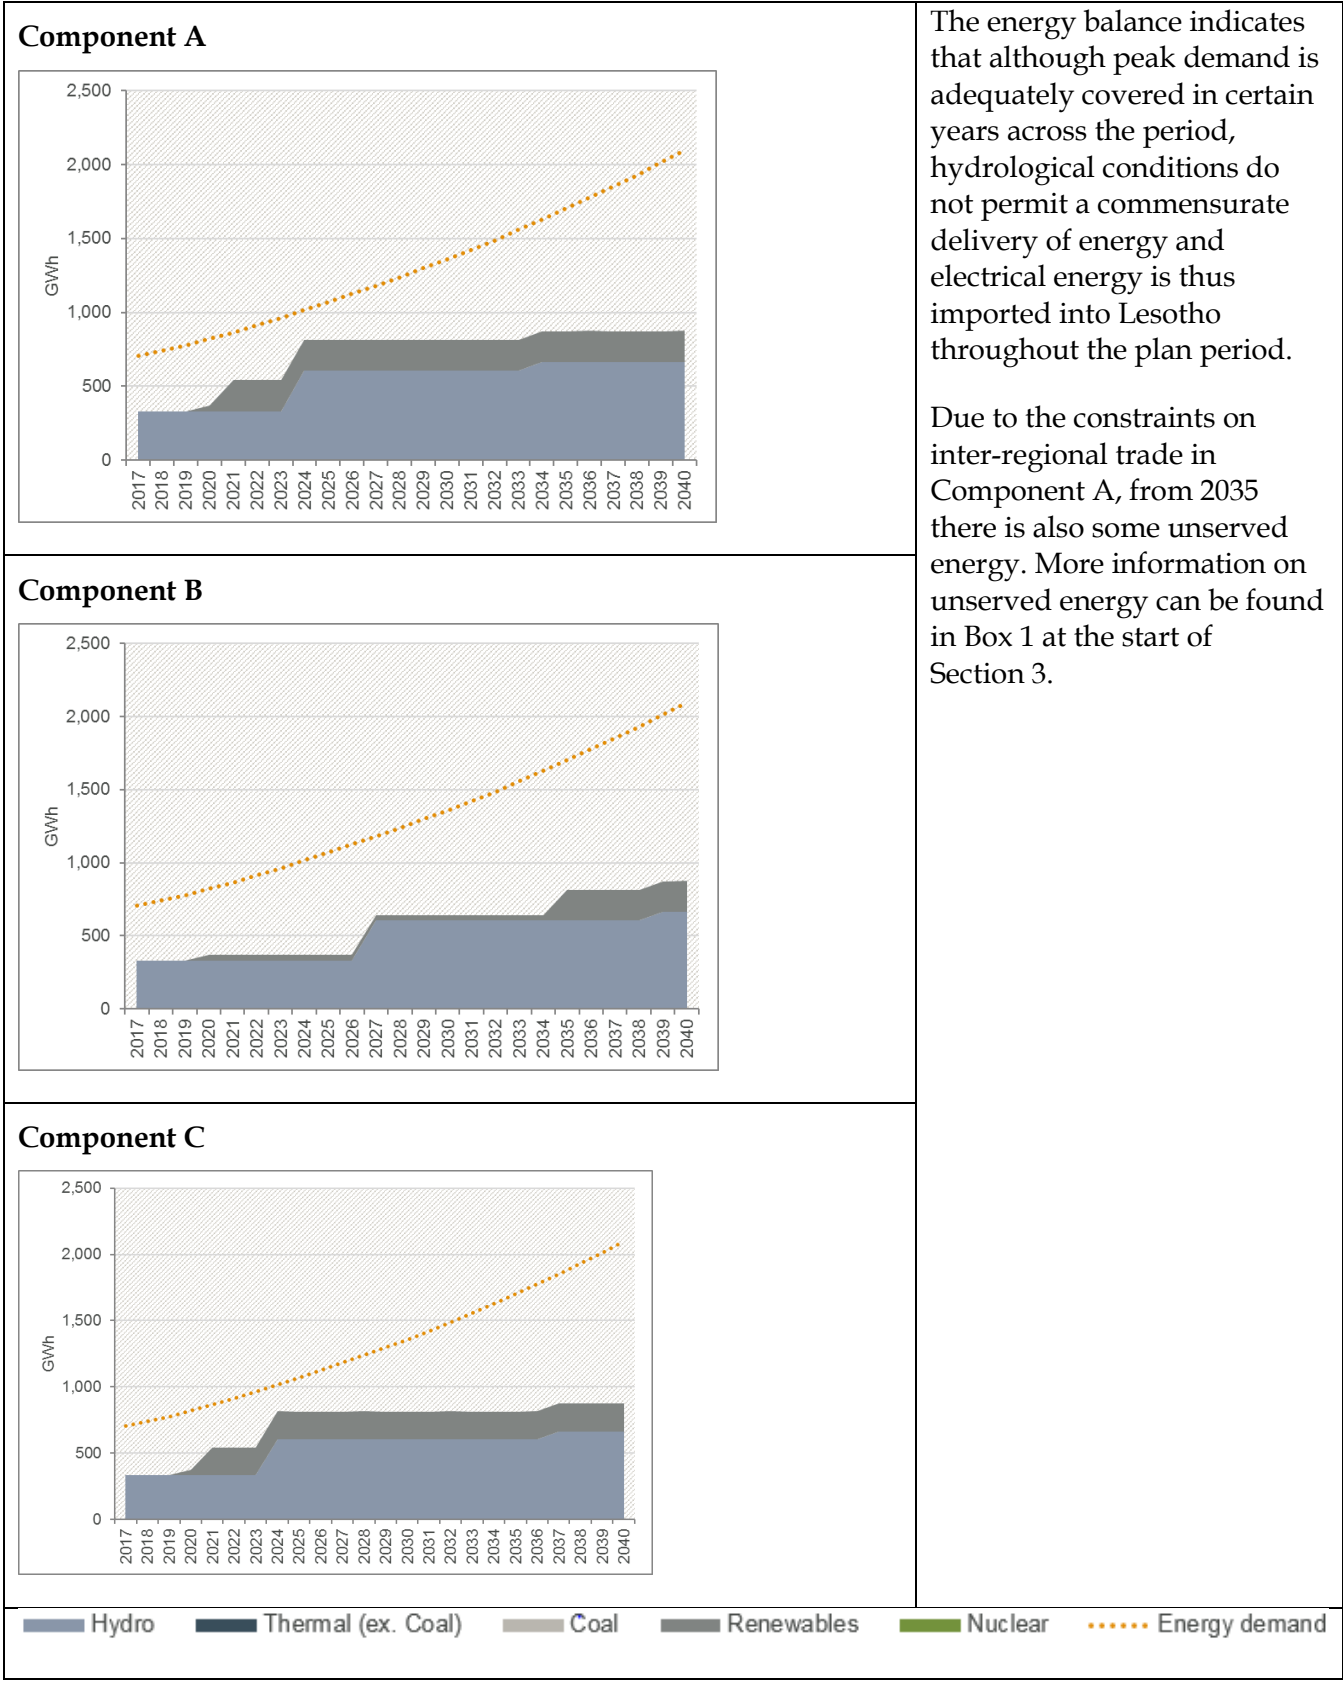 Component A
2,500
2,000
1,500
1,000
500
0
GWh
2017 2018 2019 2020 2021 2022 2023 2024 2025 2026 2027 2028 2029 2030 2031 2032 2033 2034 2035 2036 2037 2038 2039 2040
Component B
2,500
2,000
1,500
1,000
500
0
GWh
2017 2018 2019 2020 2021 2022 2023 2024 2025 2026 2027 2028 2029 2030 2031 2032 2033 2034 2035 2036 2037 2038 2039 2040
Component C
2,500
2,000
1,500
1,000
500
0
GWh
2017 2018 2019 2020 2021 2022 2023 2024 2025 2026 2027 2028 2029 2030 2031 2032 2033 2034 2035 2036 2037 2038 2039 2040
The energy balance indicates
that although peak demand is
adequately covered in certain
years across the period,
hydrological conditions do
not permit a commensurate
delivery of energy and
electrical energy is thus
imported into Lesotho
throughout the plan period.
Due to the constraints on
inter-regional trade in
Component A, from 2035
there is also some unserved
energy. More information on
unserved energy can be found
in Box 1 at the start of
Section 3.
Hydro Thermal (ex. Coal) Coal Renewables Nuclear Energy demand